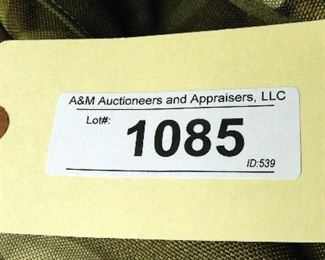 A&M Auctioneers and Appraisers, LLC
Lot#:
1085
ID:539